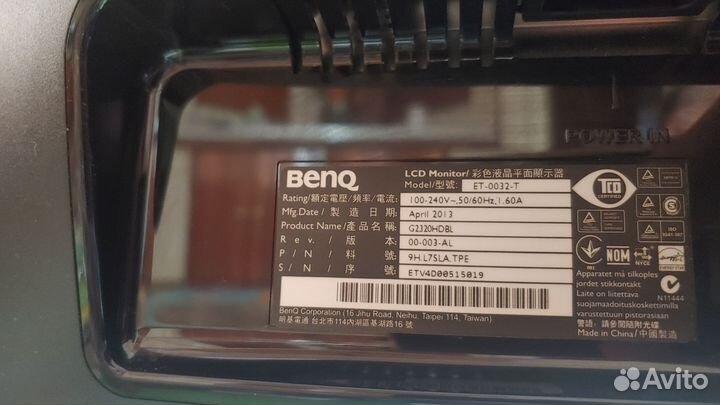 POWER IN
BenQ
LCD Monitor/ 彩色液晶平面顯示器
Model/型號: ET-0032-T
Rating/額定電壓/頻率/電流: 100-240V~,50/60Hz,1.60A
Mfg.Date / 製造日期: April 2013
Product Name/產品名稱: G2320HDBL
Rev. / 版本: 00-003-AL
P / N / 料號: 9H.L7SLA.TPE
S / N / 序號: ETV4D00515019
BenQ Corporation (16 Jihu Road, Neihu, Taipei 114, Taiwan)
明基電通 台北市114內湖區基湖路16號
TCO
ISO
NOM
NYCE
Apparatet må tilkoples
jordet stikkontakt
Laite on liitettävä
suojamaadoituskoskettimilla
varustettuun pistorasiaan
N11444
警語: 請參閱隨附光碟
Made in China/中國製造
Avito